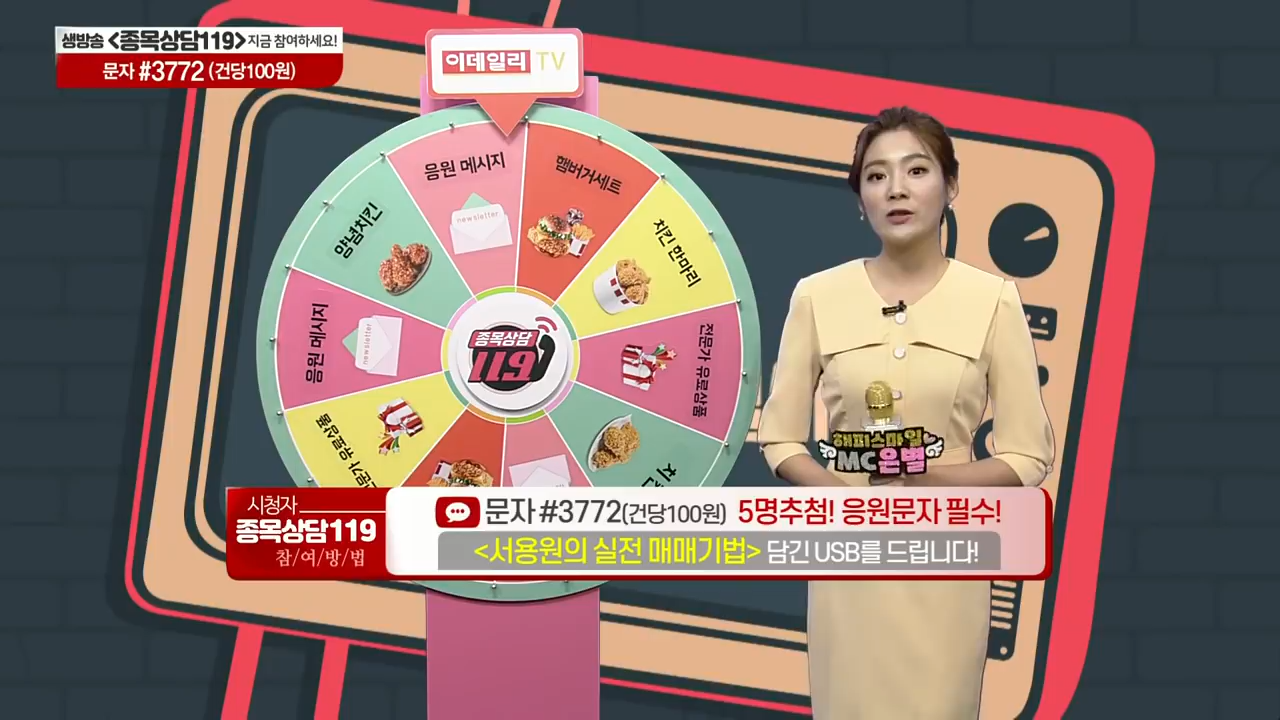 생방송 <종목상담119> 지금 참여하세요!
문자 #3772 (건당100원)
이데일리 TV
응원 메시지
햄버거세트
양념치킨
치킨 한마리
newsletter
응원 메시지
newsletter
전문가 유료상품
종목상담
119
전문가 유료상품
해피스마일
MC은별
시청자
종목상담119
참/여/방/법
문자 #3772(건당100원) 5명추첨! 응원문자 필수!
<서용원의 실전 매매기법> 담긴 USB를 드립니다!